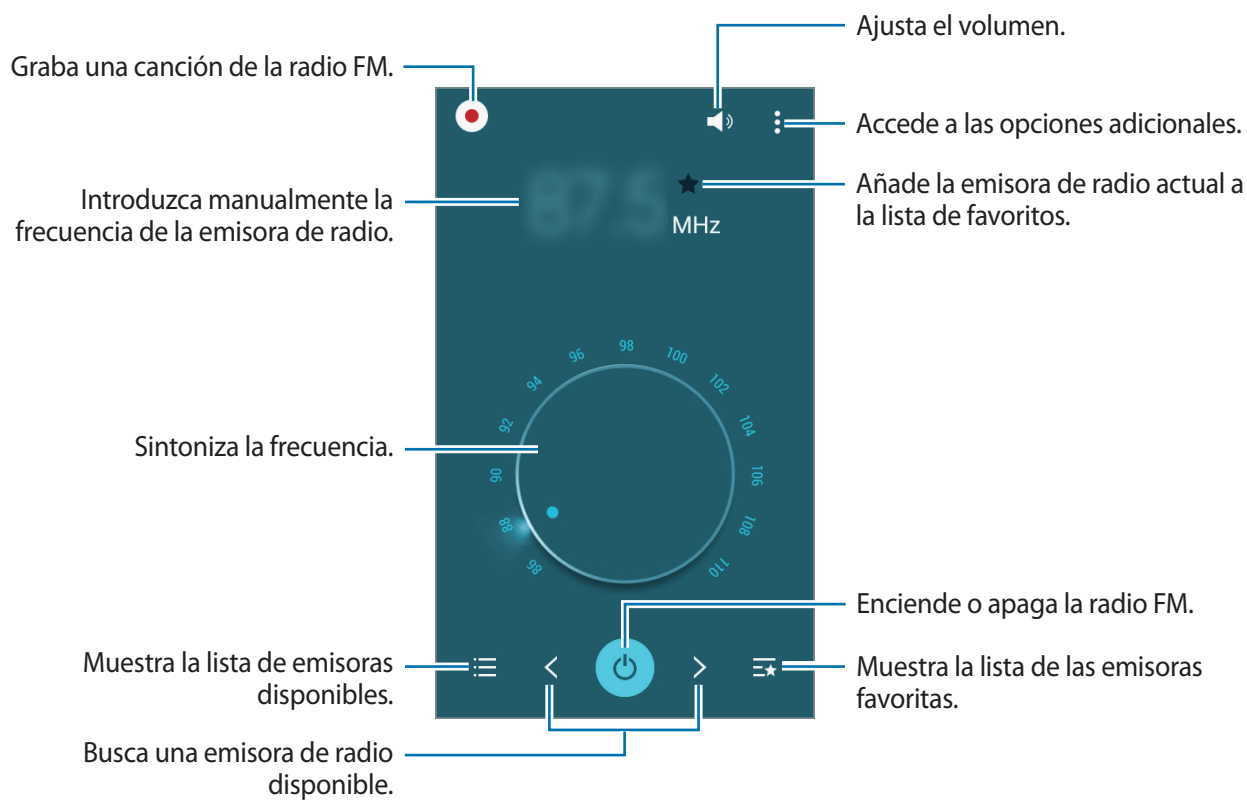 Ajusta el volumen.
Graba una canción de la radio FM.
Accede a las opciones adicionales.
Introduzca manualmente la
frecuencia de la emisora de radio.
87.5
MHz
Añade la emisora de radio actual a
la lista de favoritos.
86
88
90
92
94
96
98
100
102
104
106
108
110
Sintoniza la frecuencia.
Enciende o apaga la radio FM.
Muestra la lista de emisoras
disponibles.
Muestra la lista de las emisoras
favoritas.
Busca una emisora de radio
disponible.